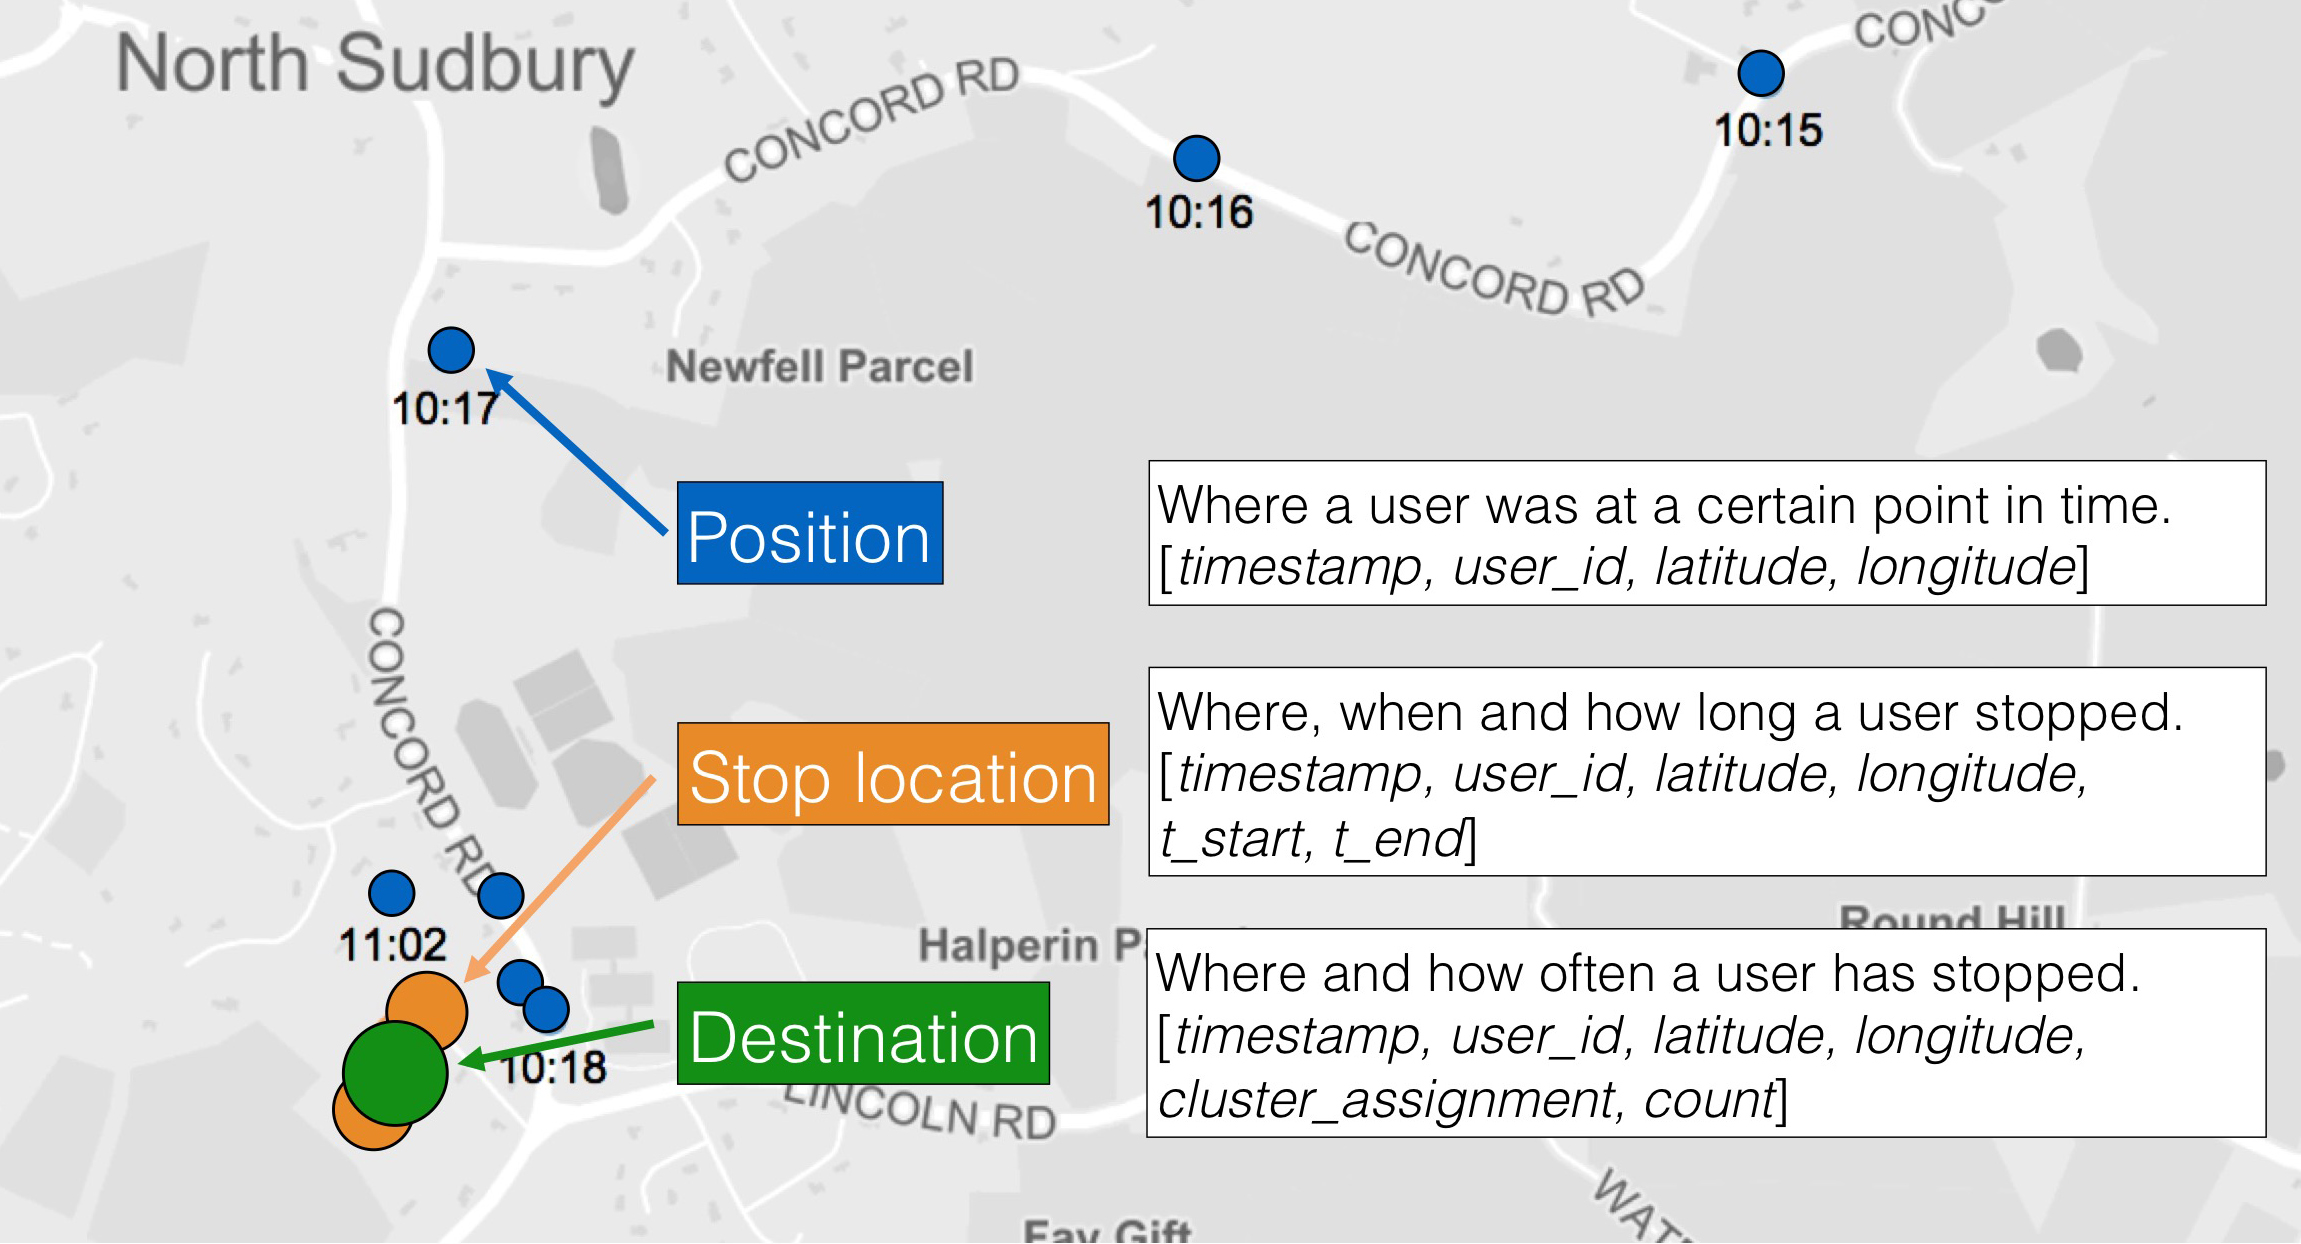 North Sudbury
CONCORD RD
CONC
10:15
10:16
CONCORD RD
Newfell Parcel
10:17
Position
Where a user was at a certain point in time.
[timestamp, user_id, latitude, longitude]
CONCORD RD
Stop location
Where, when and how long a user stopped.
[timestamp, user_id, latitude, longitude,
t_start, t_end]
11:02
Halperin P
Round Hill
Destination
Where and how often a user has stopped.
[timestamp, user_id, latitude, longitude,
cluster_assignment, count]
10:18
LINCOLN RD
WAT
Fay Gift